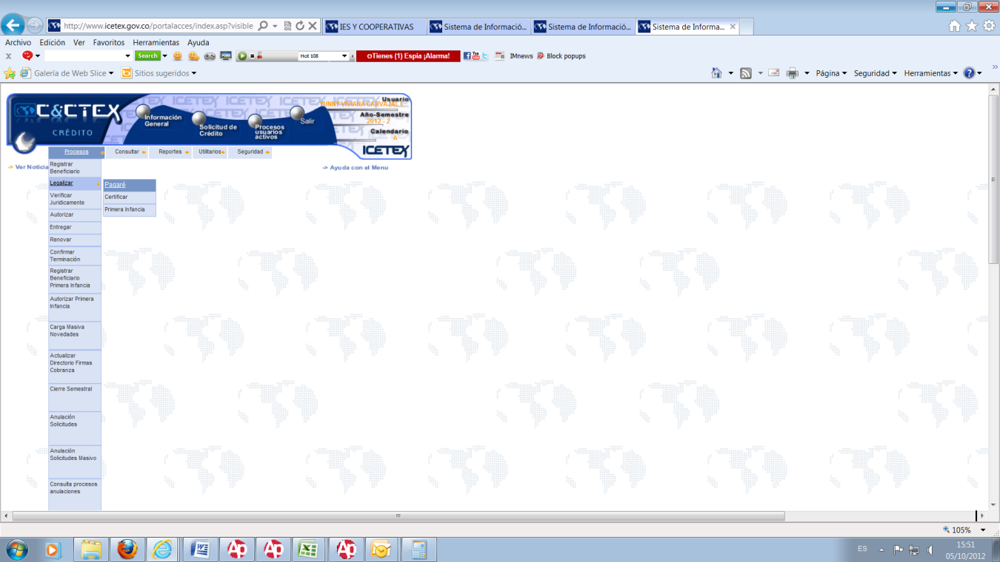 http://www.icetex.gov.co/portalacces/index.asp?visible
IES Y COOPERATIVAS
Sistema de Informació...
Sistema de Informació...
Sistema de Informa...
Archivo Edición Ver Favoritos Herramientas Ayuda
x Search Hot 108 Tienes (1) Espia ¡Alarma! IMnews Block popups
Galería de Web Slice Sitios sugeridos Página Seguridad Herramientas
C&CTEX
CRÉDITO
Información General
Solicitud de Crédito
Procesos usuarios activos
Salir
Usuario
YUNNY VIVIANA CARVAJAL C
Año-Semestre
2012 - 2
Calendario
A
ICETEX
Procesos Consultar Reportes Utilitarios Seguridad
-> Ver Noticia
-> Ayuda con el Menu
Registrar
Beneficiario
Legalizar
Pagaré
Certificar
Primera Infancia
Verificar
Juridicamente
Autorizar
Entregar
Renovar
Confirmar
Terminación
Registrar
Beneficiario
Primera Infancia
Autorizar Primera
Infancia
Carga Masiva
Novedades
Actualizar
Directorio Firmas
Cobranza
Cierre Semestral
Anulación
Solicitudes
Anulación
Solicitudes Masivo
Consulta procesos
anulaciones
105%
ES
15:51
05/10/2012